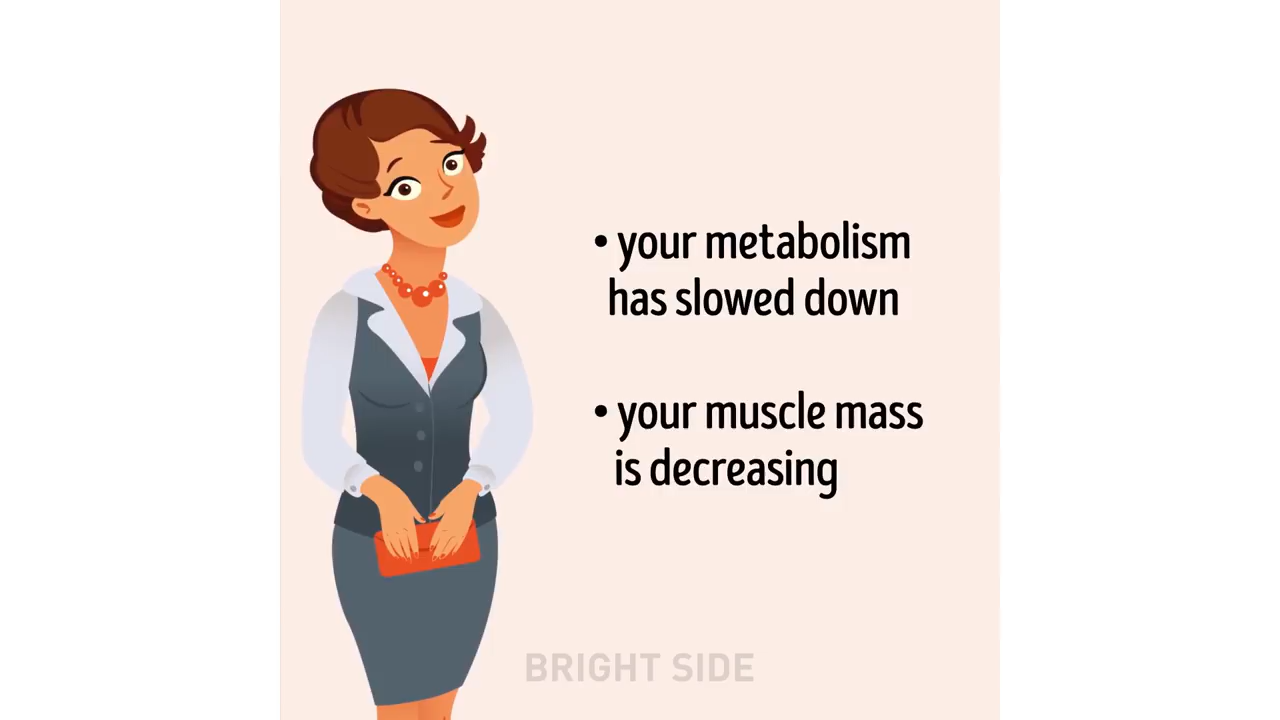 • your metabolism
has slowed down
• your muscle mass
is decreasing
BRIGHT SIDE